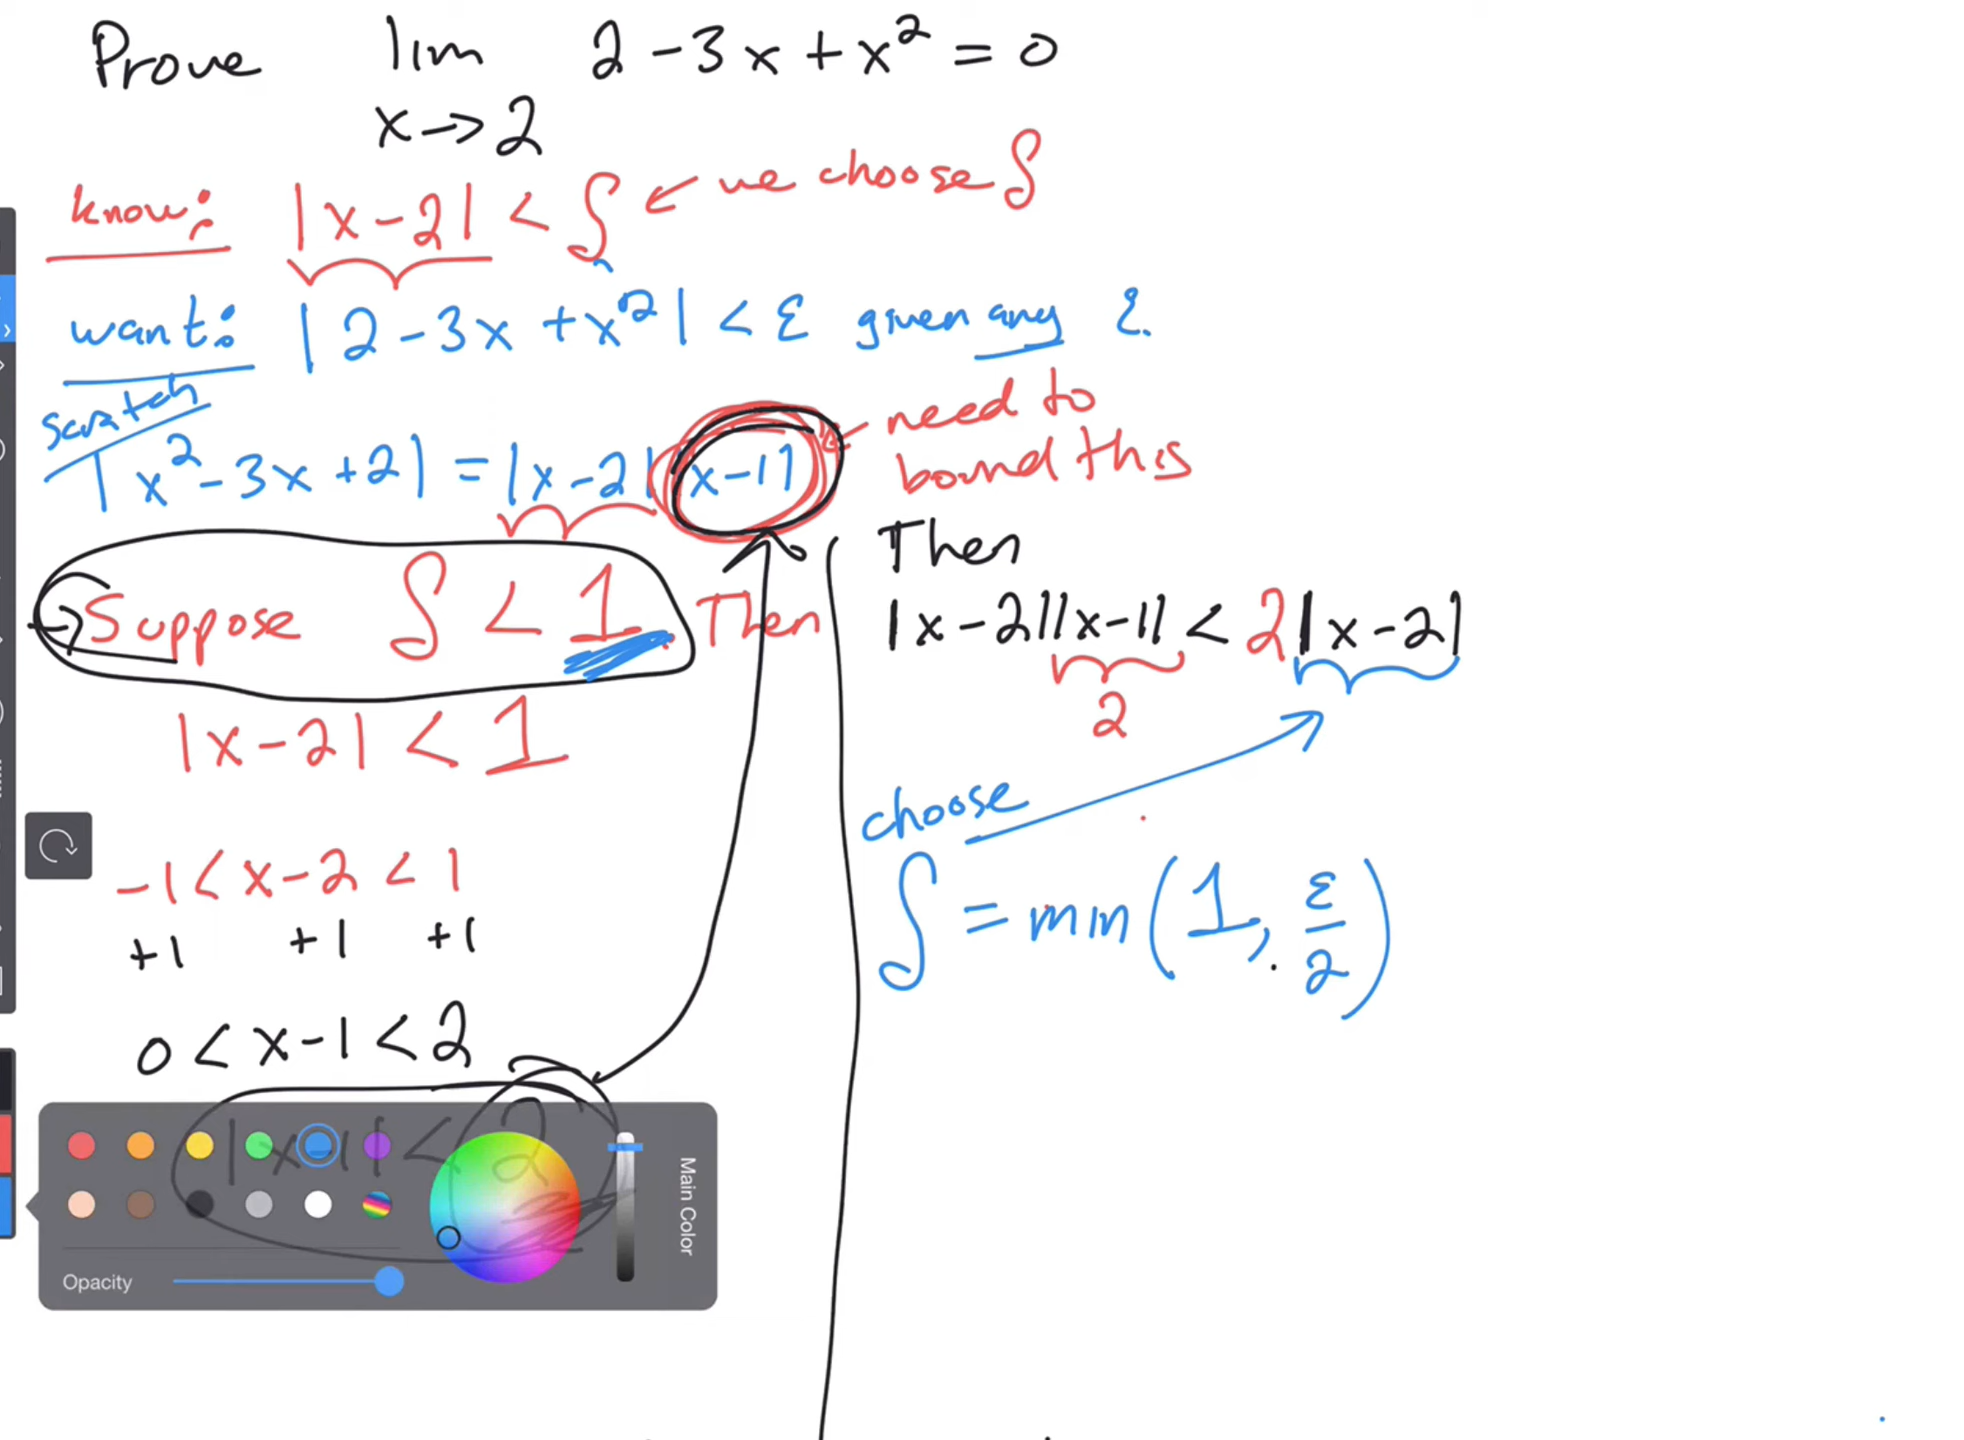 Prove lim 2-3x+x² = 0
x→2
know: |x-2| < δ ← we choose δ
want: |2-3x+x²| < ε given any ε.
scratch
|x²-3x+2| = |x-2||x-1| ← need to bound this
Suppose δ < 1. Then
|x-2| < 1
-1 < x-2 < 1
+1 +1 +1
0 < x-1 < 2
|x-1| < 2
Then
|x-2||x-1| < 2|x-2|
2
choose
δ = min(1, ε/2)
Main Color
Opacity